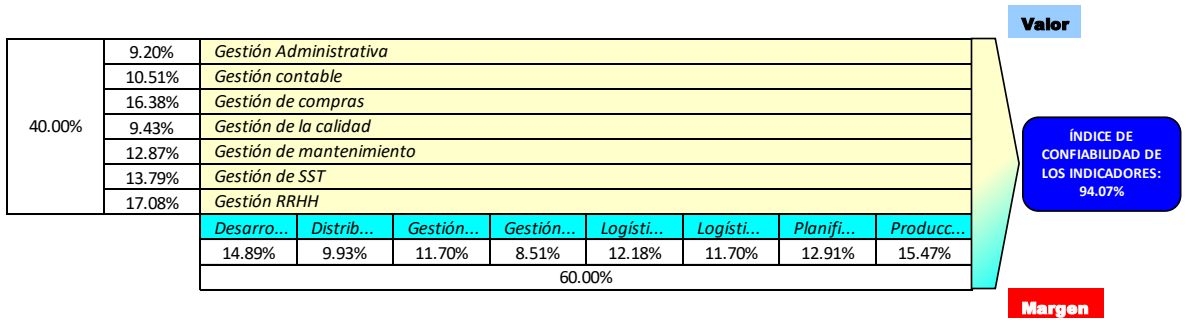 Valor
40.00%
9.20% Gestión Administrativa
10.51% Gestión contable
16.38% Gestión de compras
9.43% Gestión de la calidad
12.87% Gestión de mantenimiento
13.79% Gestión de SST
17.08% Gestión RRHH
ÍNDICE DE
CONFIABILIDAD DE
LOS INDICADORES:
94.07%
Desarro... Distrib... Gestión... Gestión... Logísti... Logísti... Planifi... Producc...
14.89% 9.93% 11.70% 8.51% 12.18% 11.70% 12.91% 15.47%
60.00%
Margen